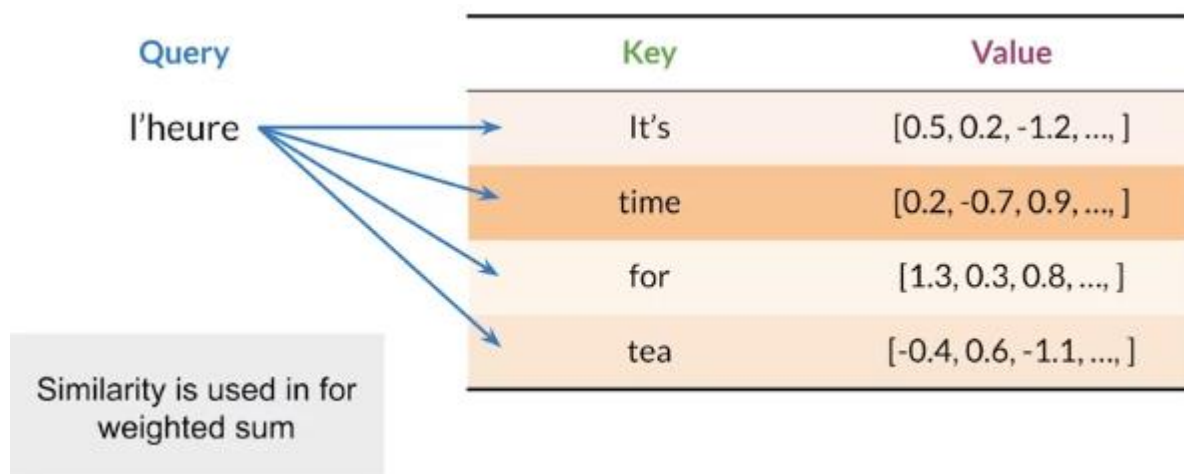 Query
Key Value
l'heure
It's [0.5, 0.2, -1.2, ..., ]
time [0.2, -0.7, 0.9, ..., ]
for [1.3, 0.3, 0.8, ..., ]
tea [-0.4, 0.6, -1.1, ..., ]
Similarity is used in for
weighted sum